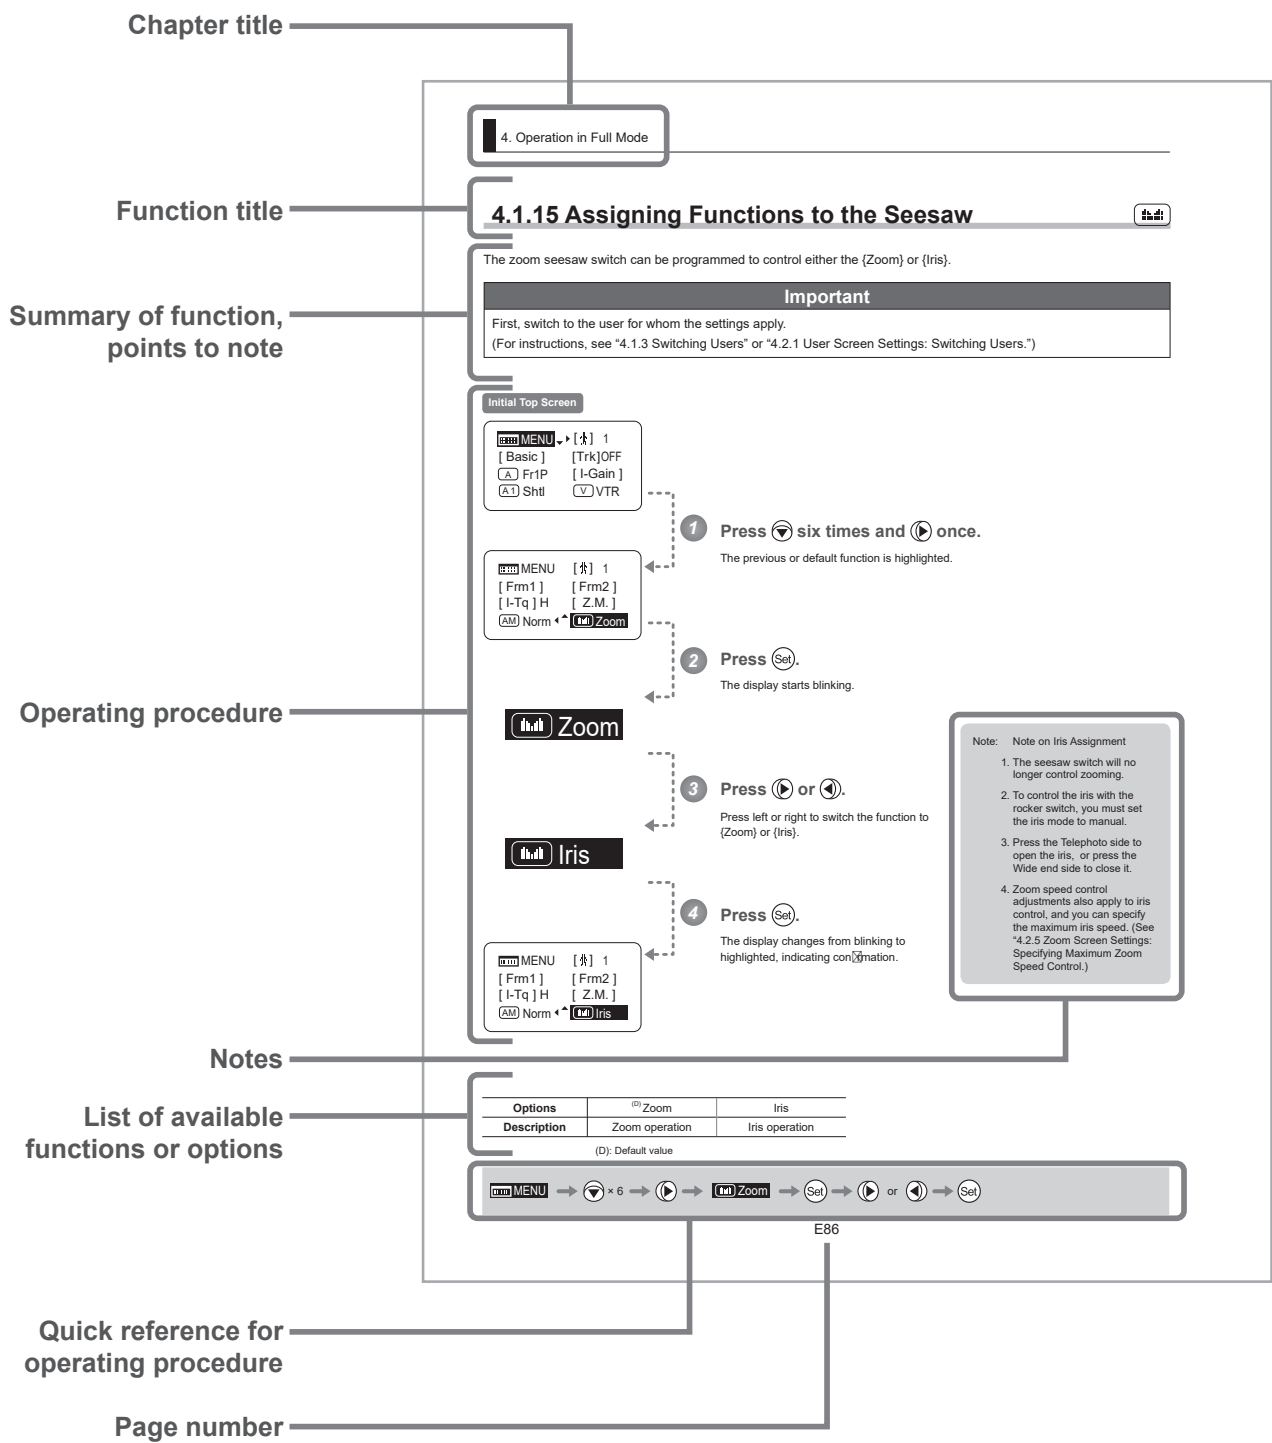 Chapter title
4. Operation in Full Mode
Function title
4.1.15 Assigning Functions to the Seesaw
The zoom seesaw switch can be programmed to control either the {Zoom} or {Iris}.
Summary of function,
points to note
Important
First, switch to the user for whom the settings apply.
(For instructions, see “4.1.3 Switching Users” or “4.2.1 User Screen Settings: Switching Users.”)
Operating procedure
Initial Top Screen
MENU [ ] 1
[ Basic ] [Trk]OFF
A Fr1P [ I-Gain ]
A1 Shtl V VTR
1 Press six times and once.
The previous or default function is highlighted.
MENU [ ] 1
[ Frm1 ] [ Frm2 ]
[ I-Tq ] H [ Z.M. ]
AM Norm Zoom
2 Press Set.
The display starts blinking.
Zoom
3 Press or .
Press left or right to switch the function to
{Zoom} or {Iris}.
Iris
4 Press Set.
The display changes from blinking to
highlighted, indicating con mation.
MENU [ ] 1
[ Frm1 ] [ Frm2 ]
[ I-Tq ] H [ Z.M. ]
AM Norm Iris
Notes
Note: Note on Iris Assignment
1. The seesaw switch will no
longer control zooming.
2. To control the iris with the
rocker switch, you must set
the iris mode to manual.
3. Press the Telephoto side to
open the iris, or press the
Wide end side to close it.
4. Zoom speed control
adjustments also apply to iris
control, and you can specify
the maximum iris speed. (See
“4.2.5 Zoom Screen Settings:
Specifying Maximum Zoom
Speed Control.)
List of available
functions or options
Options (D) Zoom Iris
Description Zoom operation Iris operation
(D): Default value
MENU × 6 Zoom Set or Set
E86
Quick reference for
operating procedure
Page number